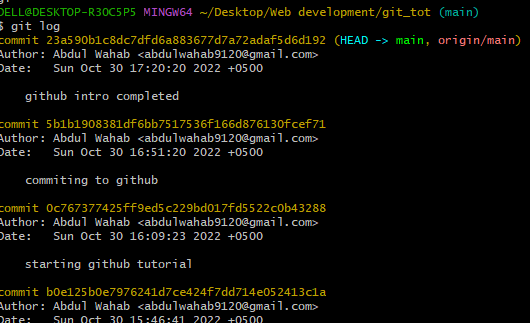 DELL@DESKTOP-R3OC5P5 MINGW64 ~/Desktop/Web development/git_tot (main)
$ git log
commit 23a590b1c8dc7dfd6a883677d7a72adaf5d6d192 (HEAD -> main, origin/main)
Author: Abdul Wahab <abdulwahab9120@gmail.com>
Date:   Sun Oct 30 17:20:20 2022 +0500
github intro completed
commit 5b1b1908381df6bb7517536f166d876130fcef71
Author: Abdul Wahab <abdulwahab9120@gmail.com>
Date:   Sun Oct 30 16:51:20 2022 +0500
commiting to github
commit 0c767377425ff9ed5c229bd017fd5522c0b43288
Author: Abdul Wahab <abdulwahab9120@gmail.com>
Date:   Sun Oct 30 16:09:23 2022 +0500
starting github tutorial
commit b0e125b0e7976241d7ce424f7dd714e052413c1a
Author: Abdul Wahab <abdulwahab9120@gmail.com>
Date:   Sun Oct 30 15:46:41 2022 +0500